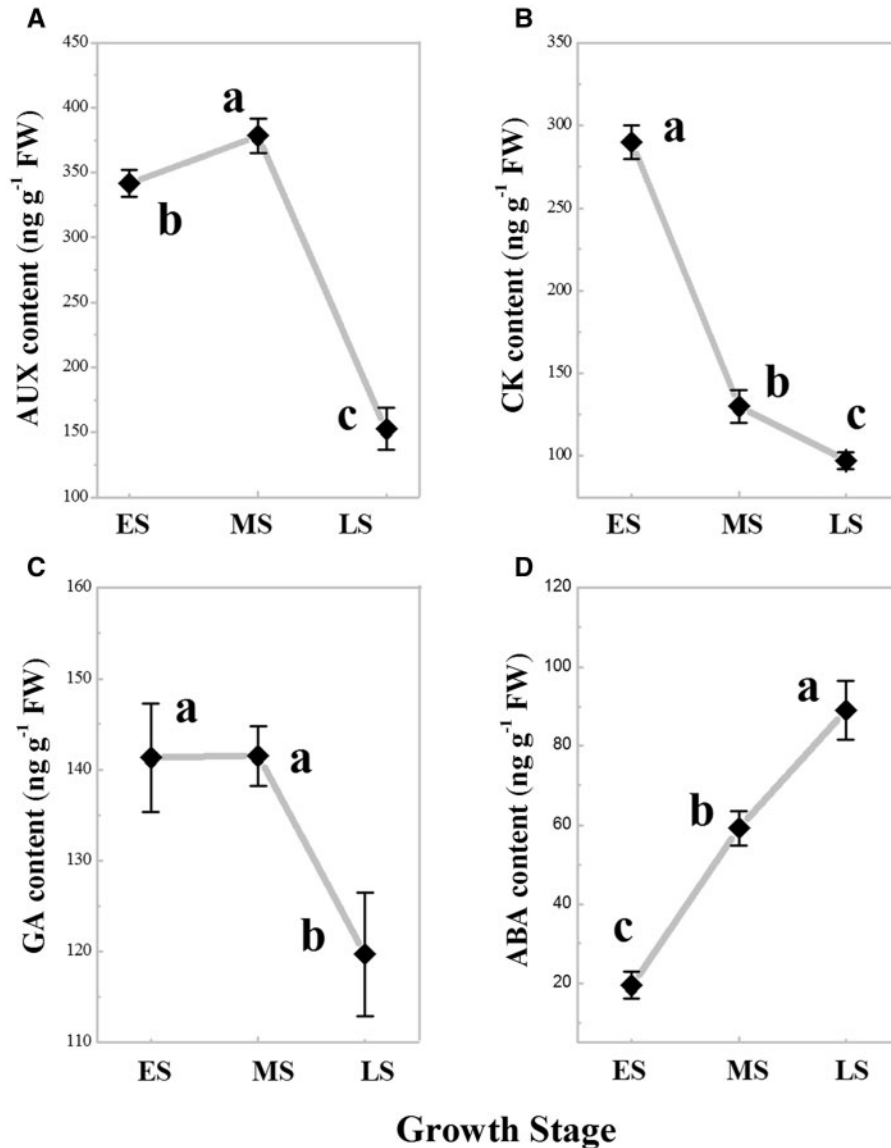 A
AUX content (ng g⁻¹ FW)
450
400
350
300
250
200
150
100
a
b
c
ES MS LS
B
CK content (ng g⁻¹ FW)
350
300
250
200
150
100
a
b
c
ES MS LS
C
GA content (ng g⁻¹ FW)
160
150
140
130
120
110
a
a
b
ES MS LS
D
ABA content (ng g⁻¹ FW)
120
100
80
60
40
20
a
b
c
ES MS LS
Growth Stage